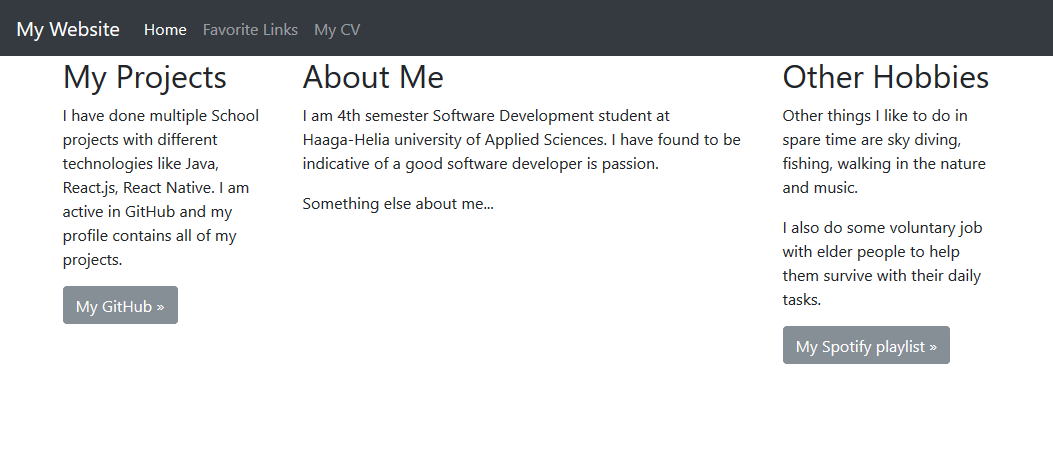 My Website Home Favorite Links My CV
My Projects
I have done multiple School
projects with different
technologies like Java,
React.js, React Native. I am
active in GitHub and my
profile contains all of my
projects.
My GitHub »
About Me
I am 4th semester Software Development student at
Haaga-Helia university of Applied Sciences. I have found to be
indicative of a good software developer is passion.
Something else about me...
Other Hobbies
Other things I like to do in
spare time are sky diving,
fishing, walking in the nature
and music.
I also do some voluntary job
with elder people to help
them survive with their daily
tasks.
My Spotify playlist »